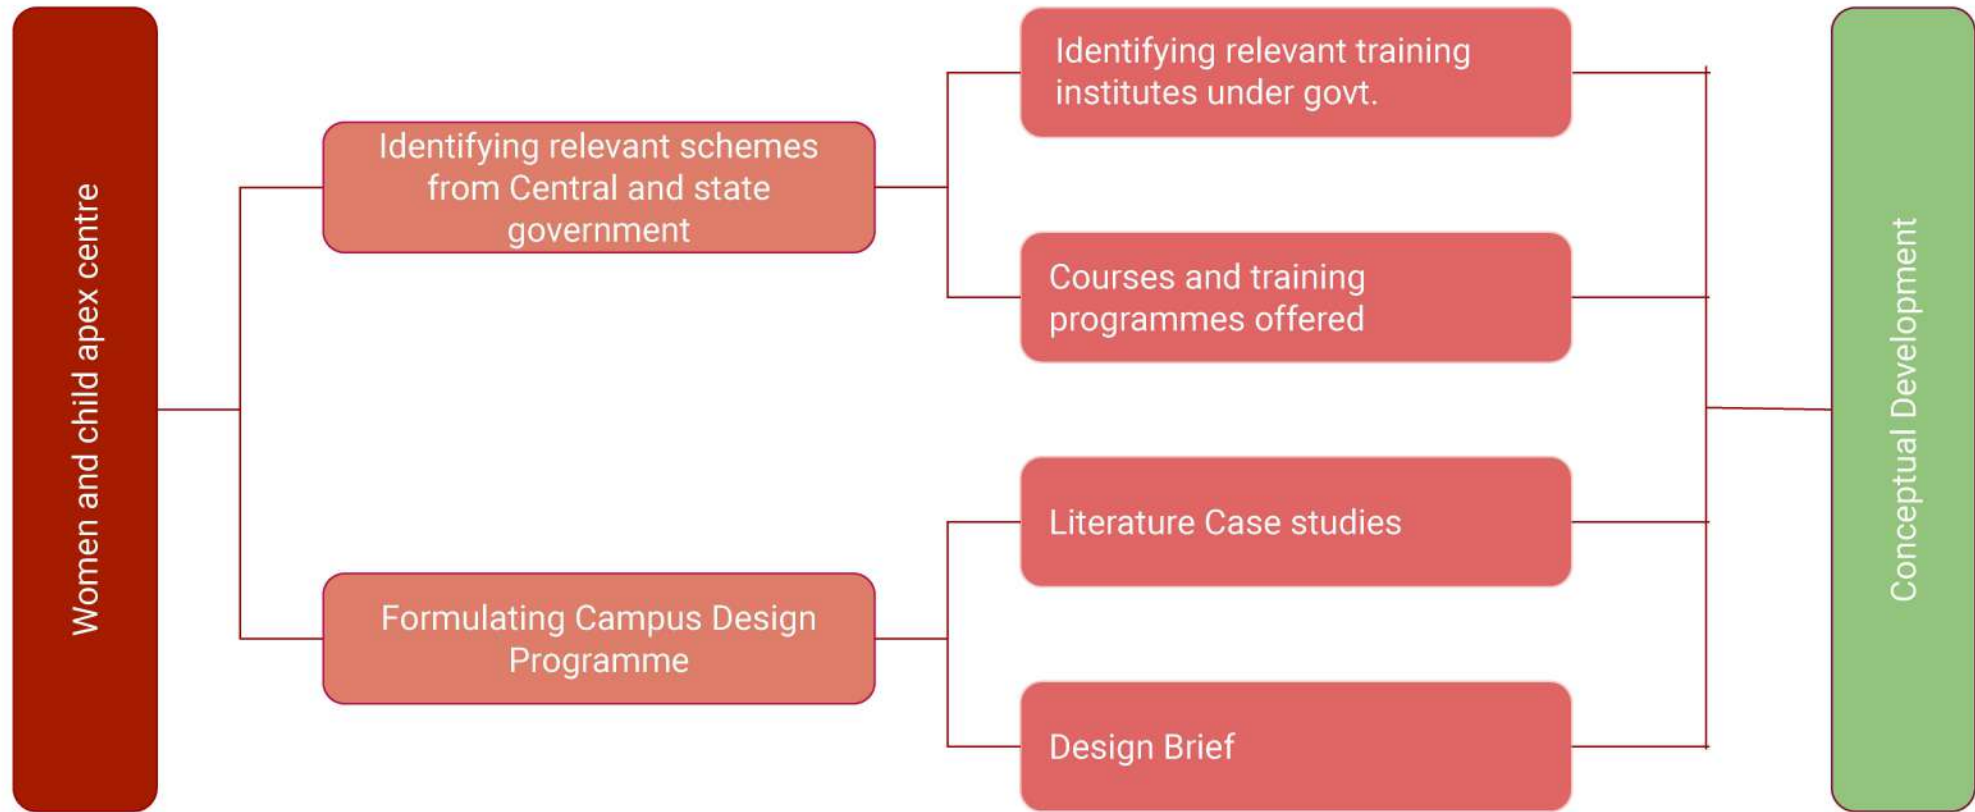 Women and child apex centre
Identifying relevant schemes
from Central and state
government
Formulating Campus Design
Programme
Identifying relevant training
institutes under govt.
Courses and training
programmes offered
Literature Case studies
Design Brief
Conceptual Development